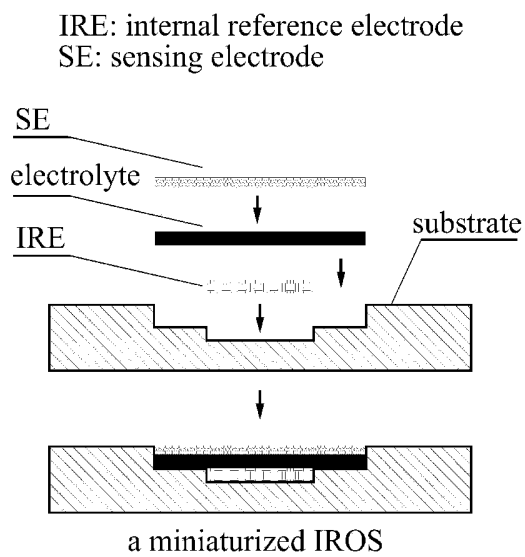 IRE: internal reference electrode
SE: sensing electrode
SE
electrolyte
substrate
IRE
a miniaturized IROS